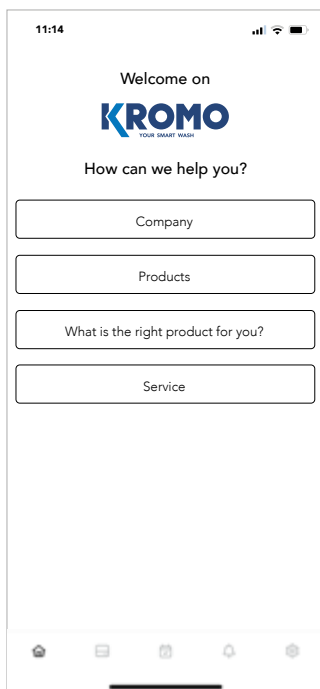 11:14
Welcome on
KROMO
YOUR SMART WASH
How can we help you?
Company
Products
What is the right product for you?
Service